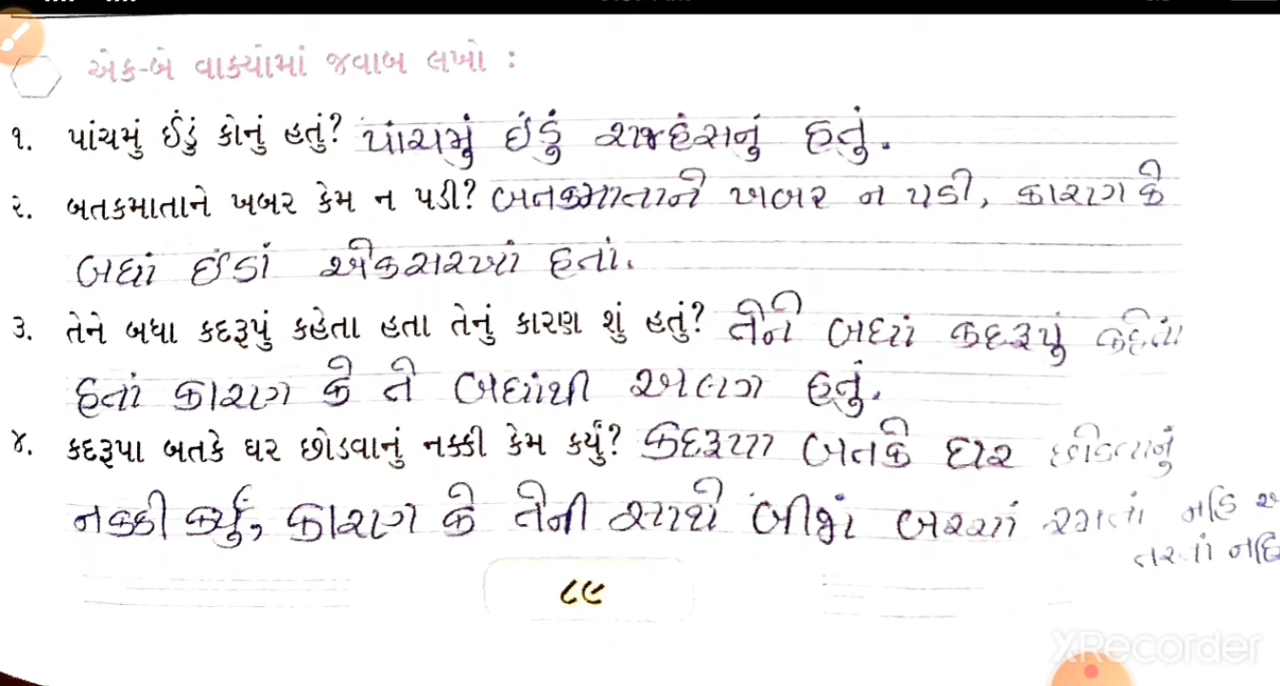 એક-બે વાક્યોમાં જવાબ લખો :
૧. પાંચમું ઈંડું કોનું હતું? પાંચમું ઈંડું રાજહંસનું હતું.
૨. બતકમાતાને ખબર કેમ ન પડી? બતકમાતાને ખબર ન પડી, કારણ કે
બધાં ઈંડાં એકસરખાં હતાં.
૩. તેને બધા કદરૂપું કહેતા હતા તેનું કારણ શું હતું? તેને બધાં કદરૂપું કહેતાં
હતાં કારણ કે તે બધાંથી અલગ હતું.
૪. કદરૂપા બતકે ઘર છોડવાનું નક્કી કેમ કર્યું? કદરૂપા બતકે ઘર છોડવાનું
નક્કી કર્યું, કારણ કે તેની સાથે બીજાં બચ્ચાં રમતાં નહિ
તરતાં નહિ
૮૯
XRecorder